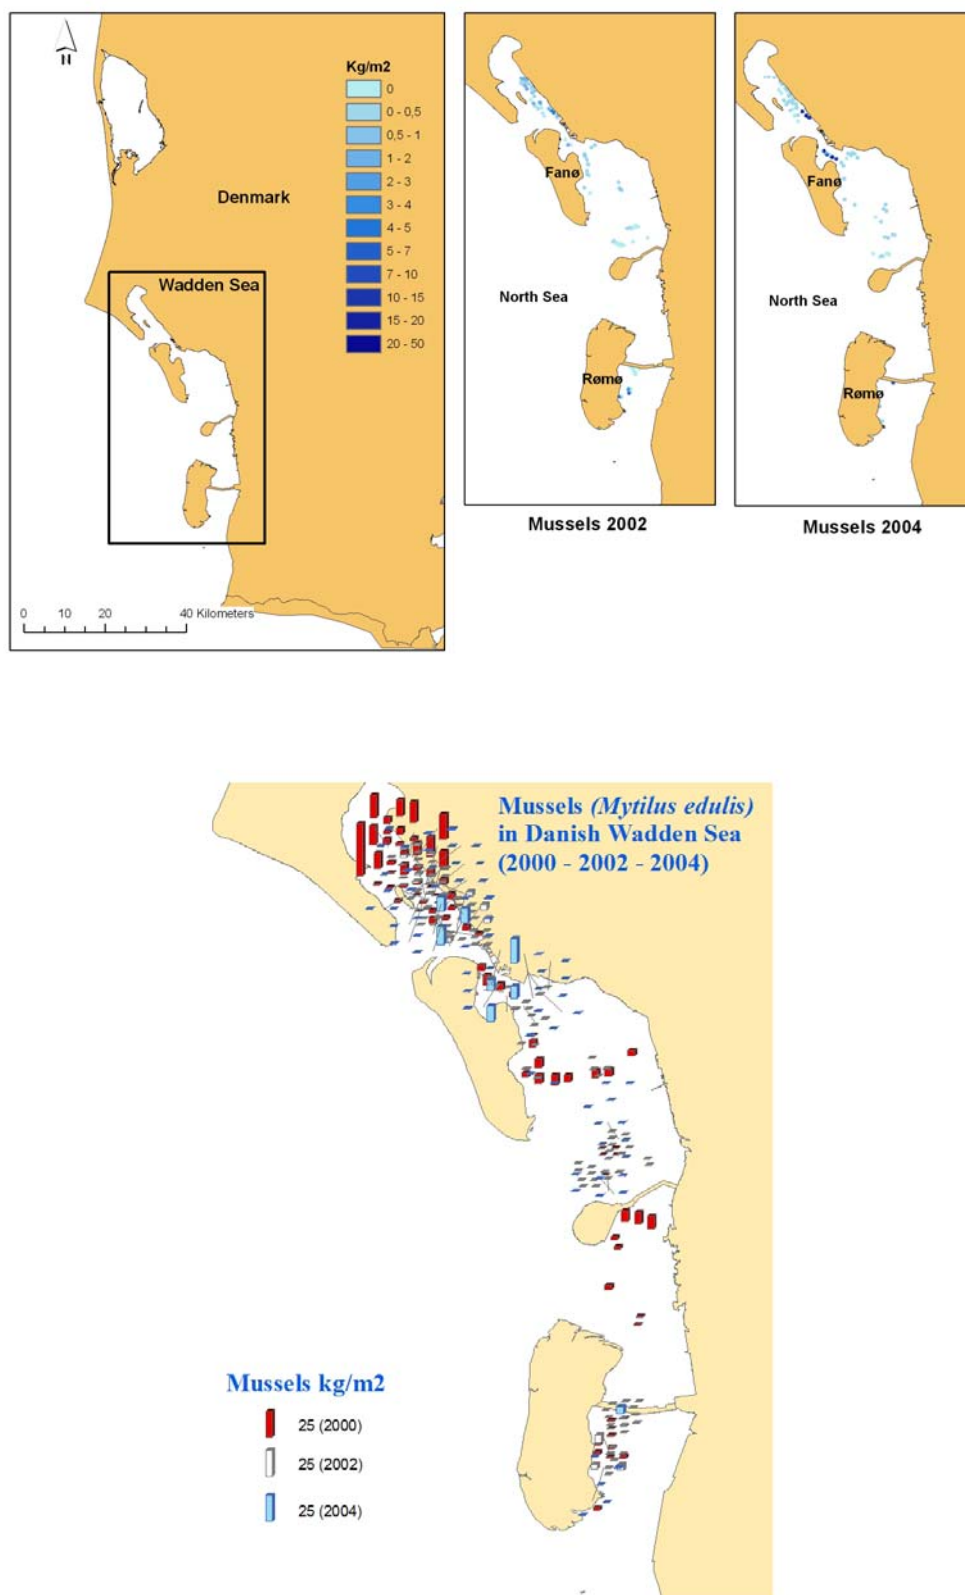 N
Kg/m2
0
0 - 0,5
0,5 - 1
1 - 2
2 - 3
3 - 4
4 - 5
5 - 7
7 - 10
10 - 15
15 - 20
20 - 50
Denmark
Wadden Sea
0 10 20 40 Kilometers
Fanø
North Sea
Rømø
Mussels 2002
Fanø
North Sea
Rømø
Mussels 2004
Mussels (Mytilus edulis)
in Danish Wadden Sea
(2000 - 2002 - 2004)
Mussels kg/m2
25 (2000)
25 (2002)
25 (2004)